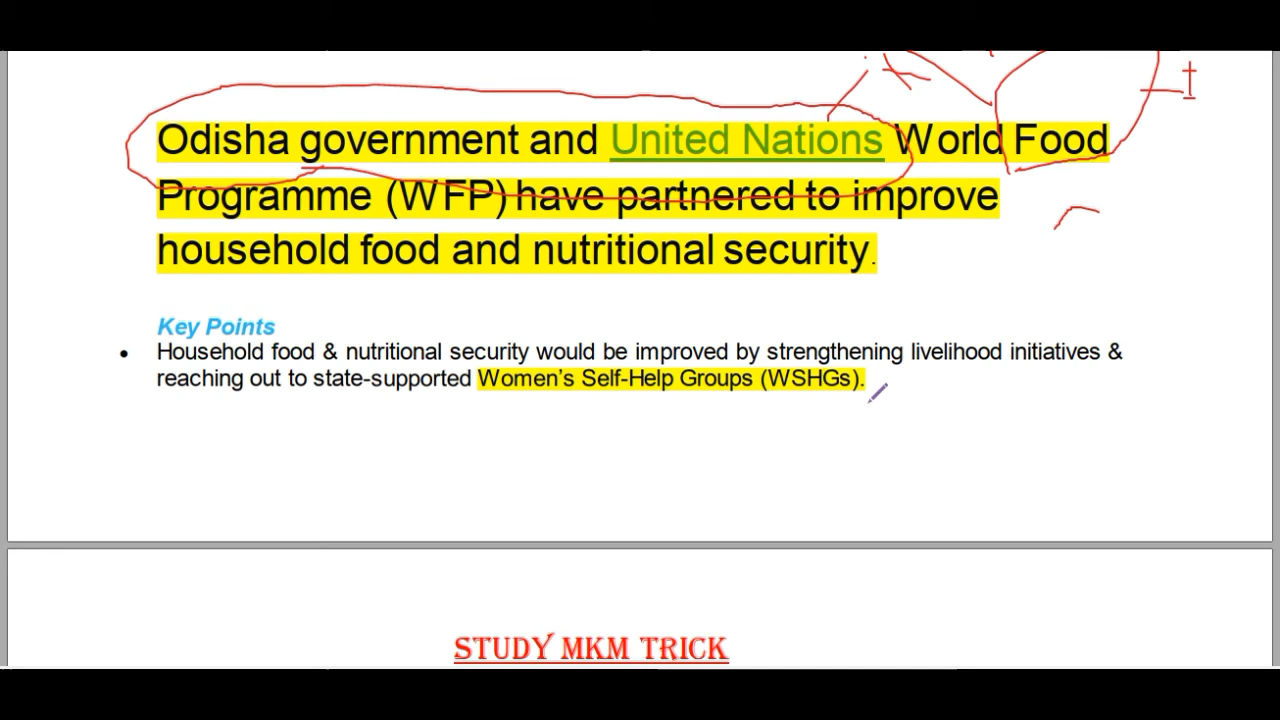 Odisha government and United Nations World Food
Programme (WFP) have partnered to improve
household food and nutritional security.
Key Points
• Household food & nutritional security would be improved by strengthening livelihood initiatives &
reaching out to state-supported Women's Self-Help Groups (WSHGs).
STUDY MKM TRICK